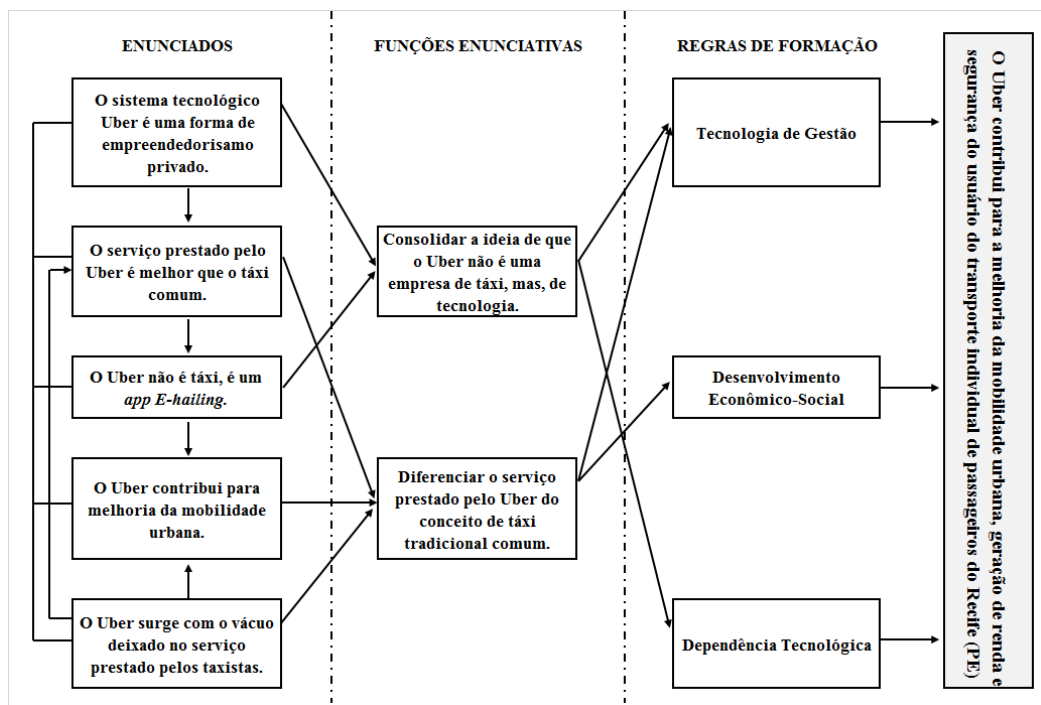 ENUNCIADOS
FUNÇÕES ENUNCIATIVAS
REGRAS DE FORMAÇÃO
O sistema tecnológico
Uber é uma forma de
empreendedorisamo
privado.
O serviço prestado pelo
Uber é melhor que o táxi
comum.
O Uber não é táxi, é um
app E-hailing.
O Uber contribui para
melhoria da mobilidade
urbana.
O Uber surge com o vácuo
deixado no serviço
prestado pelos taxistas.
Consolidar a ideia de que
o Uber não é uma
empresa de táxi, mas, de
tecnologia.
Diferenciar o serviço
prestado pelo Uber do
conceito de táxi
tradicional comum.
Tecnologia de Gestão
Desenvolvimento
Econômico-Social
Dependência Tecnológica
O Uber contribui para a melhoria da mobilidade urbana, geração de renda e
segurança do usuário do transporte individual de passageiros do Recife (PE)